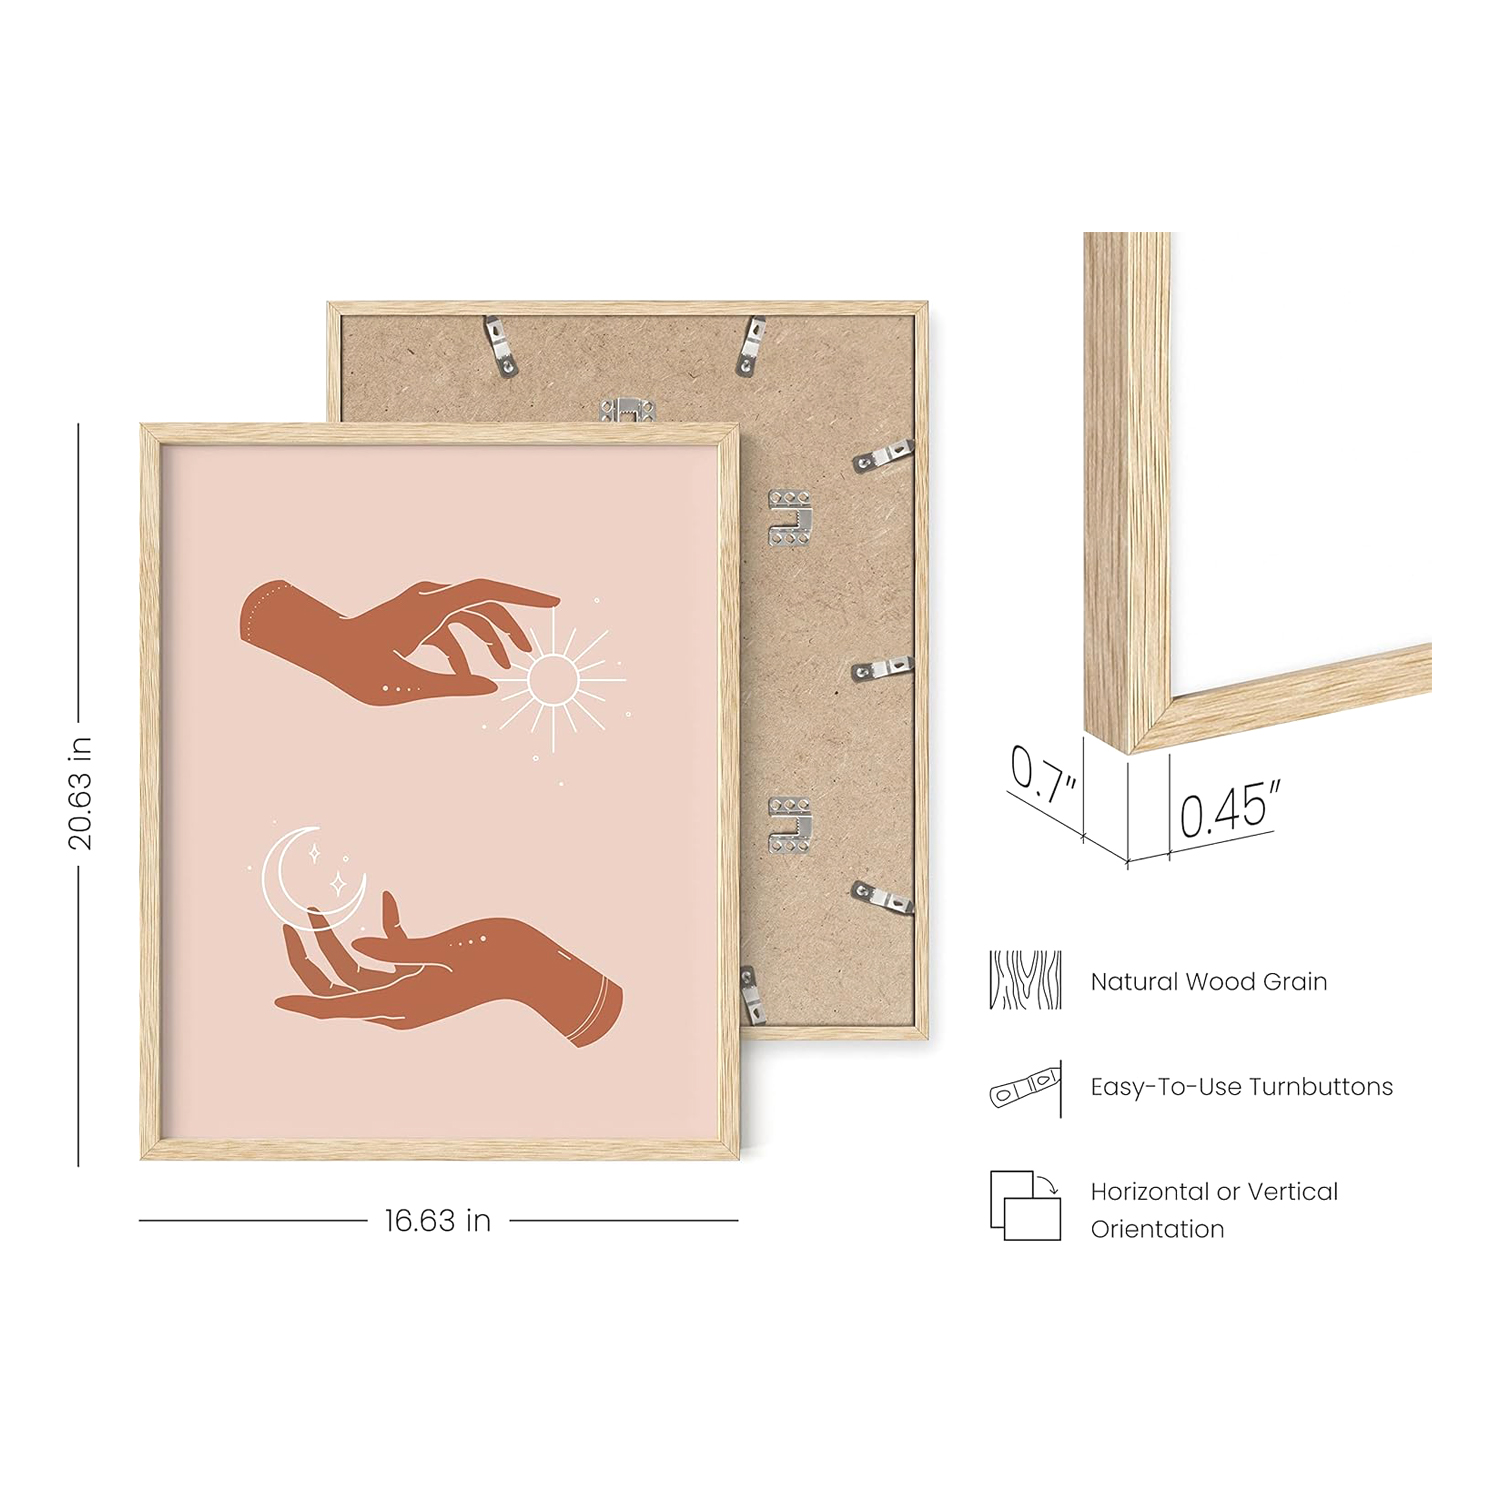 20.63 in
16.63 in
0.7"
0.45"
Natural Wood Grain
Easy-To-Use Turnbuttons
Horizontal or Vertical
Orientation